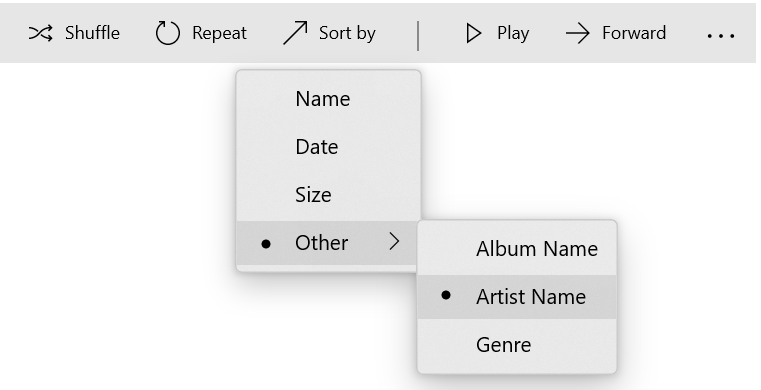 Shuffle Repeat Sort by Play Forward ...
Name
Date
Size
Other
Album Name
Artist Name
Genre